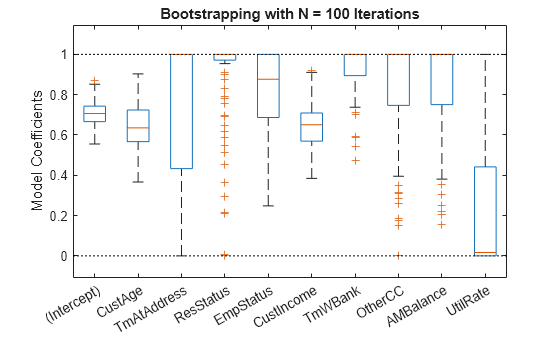 Bootstrapping with N = 100 Iterations
Model Coefficients
1
0.8
0.6
0.4
0.2
0
(Intercept)
CustAge
TmAtAddress
ResStatus
EmpStatus
CustIncome
TmWBank
OtherCC
AMBalance
UtilRate